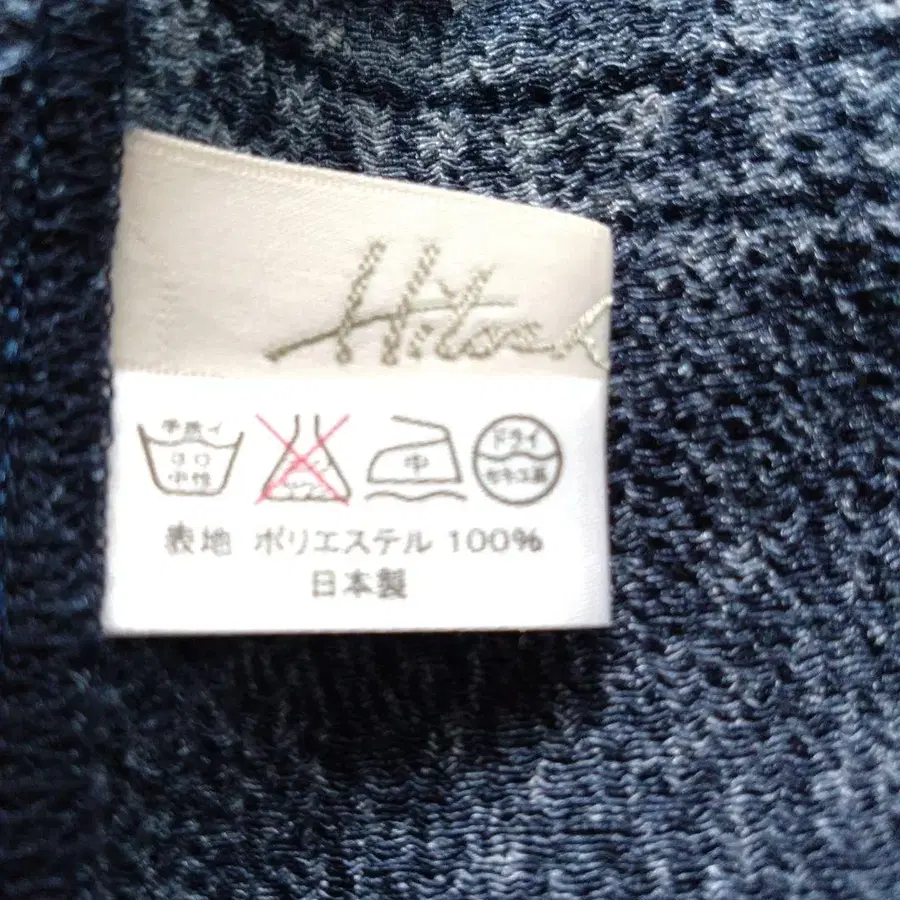 手洗イ
30
中性
中
ドライ
セキユ系
表地 ポリエステル 100%
日本製